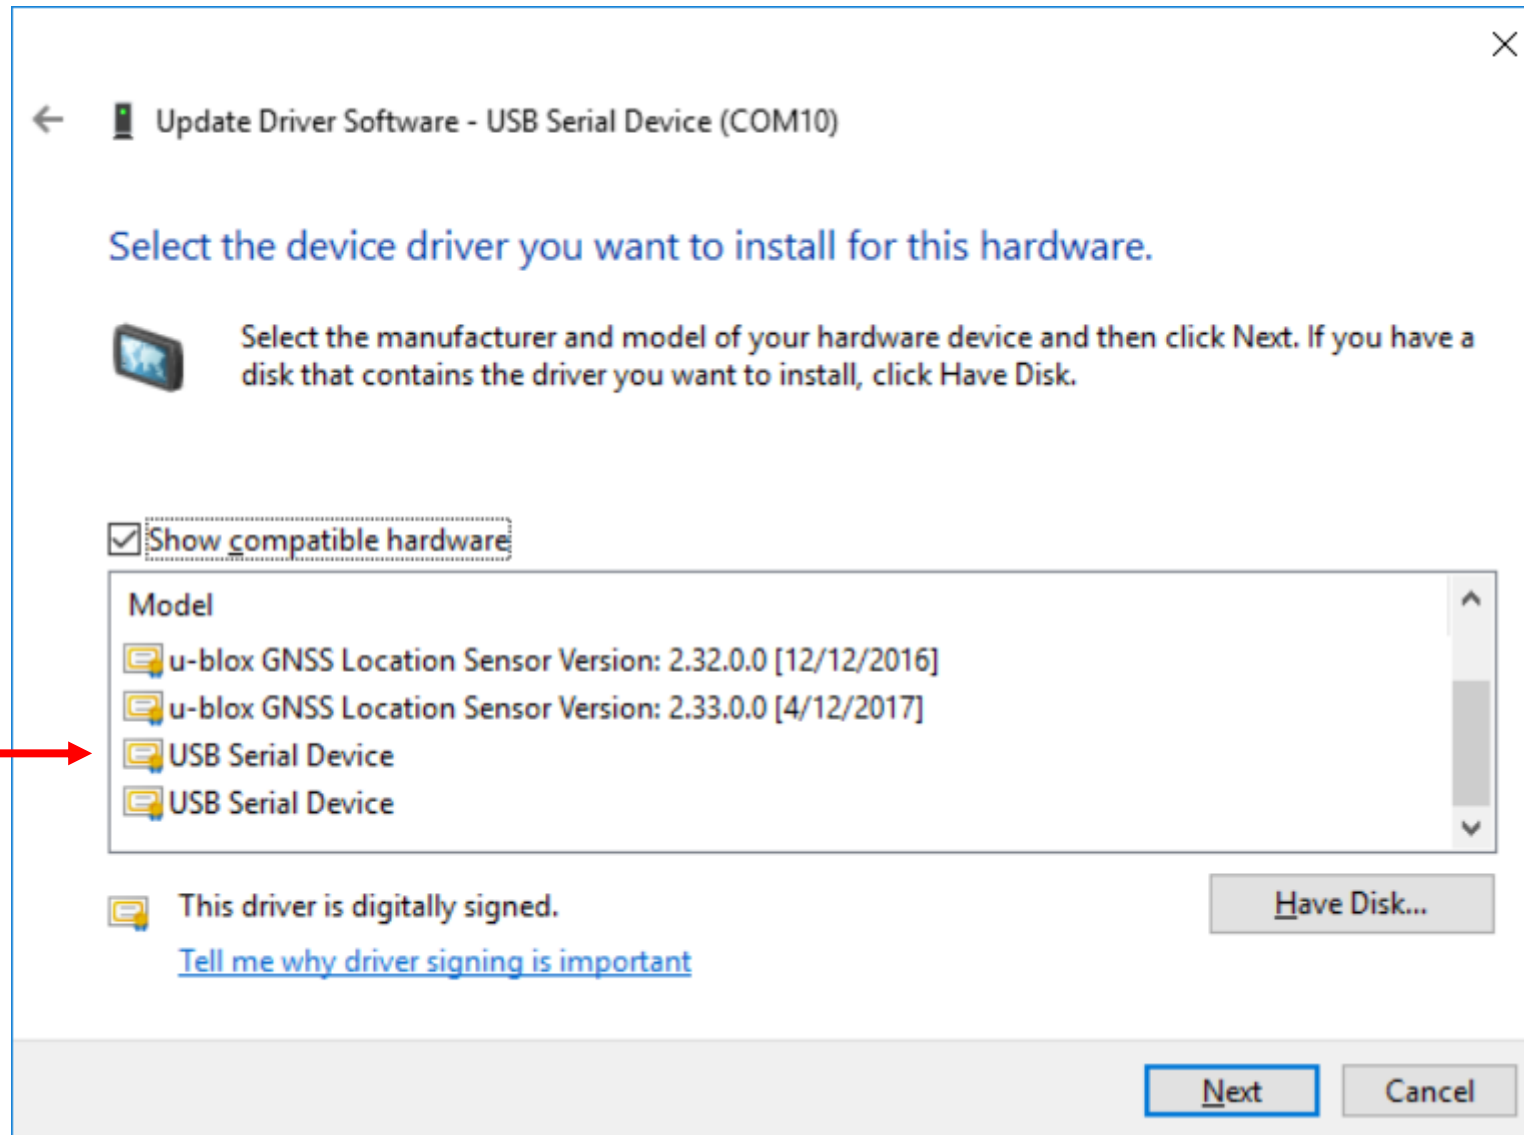 Update Driver Software - USB Serial Device (COM10)
Select the device driver you want to install for this hardware.
Select the manufacturer and model of your hardware device and then click Next. If you have a
disk that contains the driver you want to install, click Have Disk.
Show compatible hardware
Model
u-blox GNSS Location Sensor Version: 2.32.0.0 [12/12/2016]
u-blox GNSS Location Sensor Version: 2.33.0.0 [4/12/2017]
USB Serial Device
USB Serial Device
This driver is digitally signed.
Have Disk...
Tell me why driver signing is important
Next
Cancel